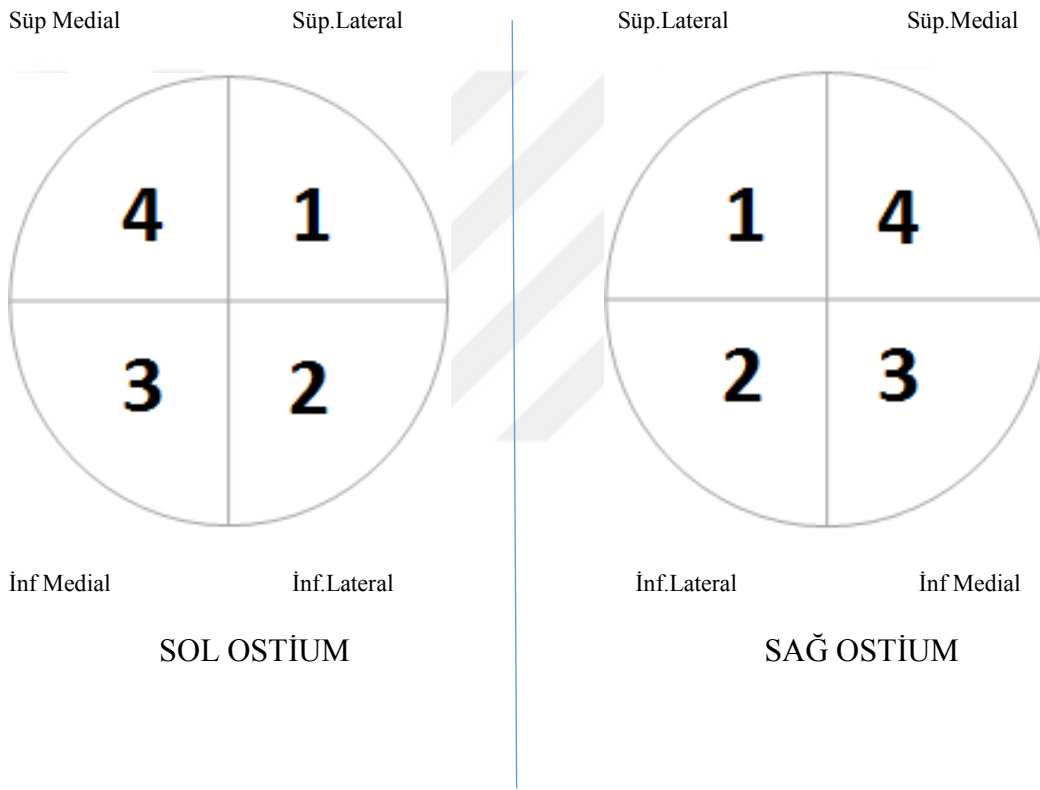 Süp Medial Süp.Lateral Süp.Lateral Süp.Medial
4 1 1 4
3 2 2 3
İnf Medial İnf.Lateral İnf.Lateral İnf Medial
SOL OSTİUM SAĞ OSTİUM